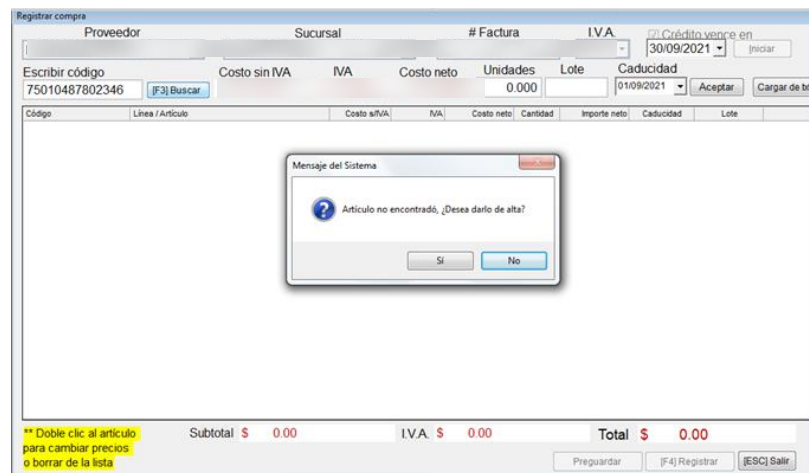 Registrar compra
Proveedor Sucursal # Factura I.V.A. Crédito vence en
30/09/2021 Iniciar
Escribir código Costo sin IVA IVA Costo neto Unidades Lote Caducidad
75010487802346 [F3] Buscar 0.000 01/09/2021 Aceptar Cargar de
Código Línea / Artículo Costo s/IVA IVA Costo neto Cantidad Importe neto Caducidad Lote
Mensaje del Sistema
Artículo no encontradó, ¿Desea darlo de alta?
Sí No
** Doble clic al artículo
para cambiar precios
o borrar de la lista
Subtotal $ 0.00 I.V.A. $ 0.00 Total $ 0.00
Preguardar [F4] Registrar [ESC] Salir